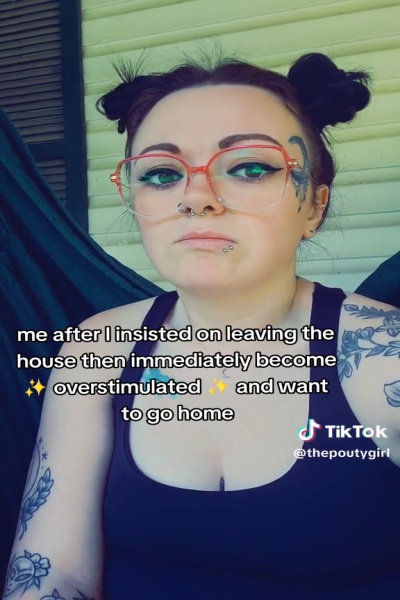 me after I insisted on leaving the
house then immediately become
✨ overstimulated ✨ and want
to go home
TikTok
@thepoutygirl